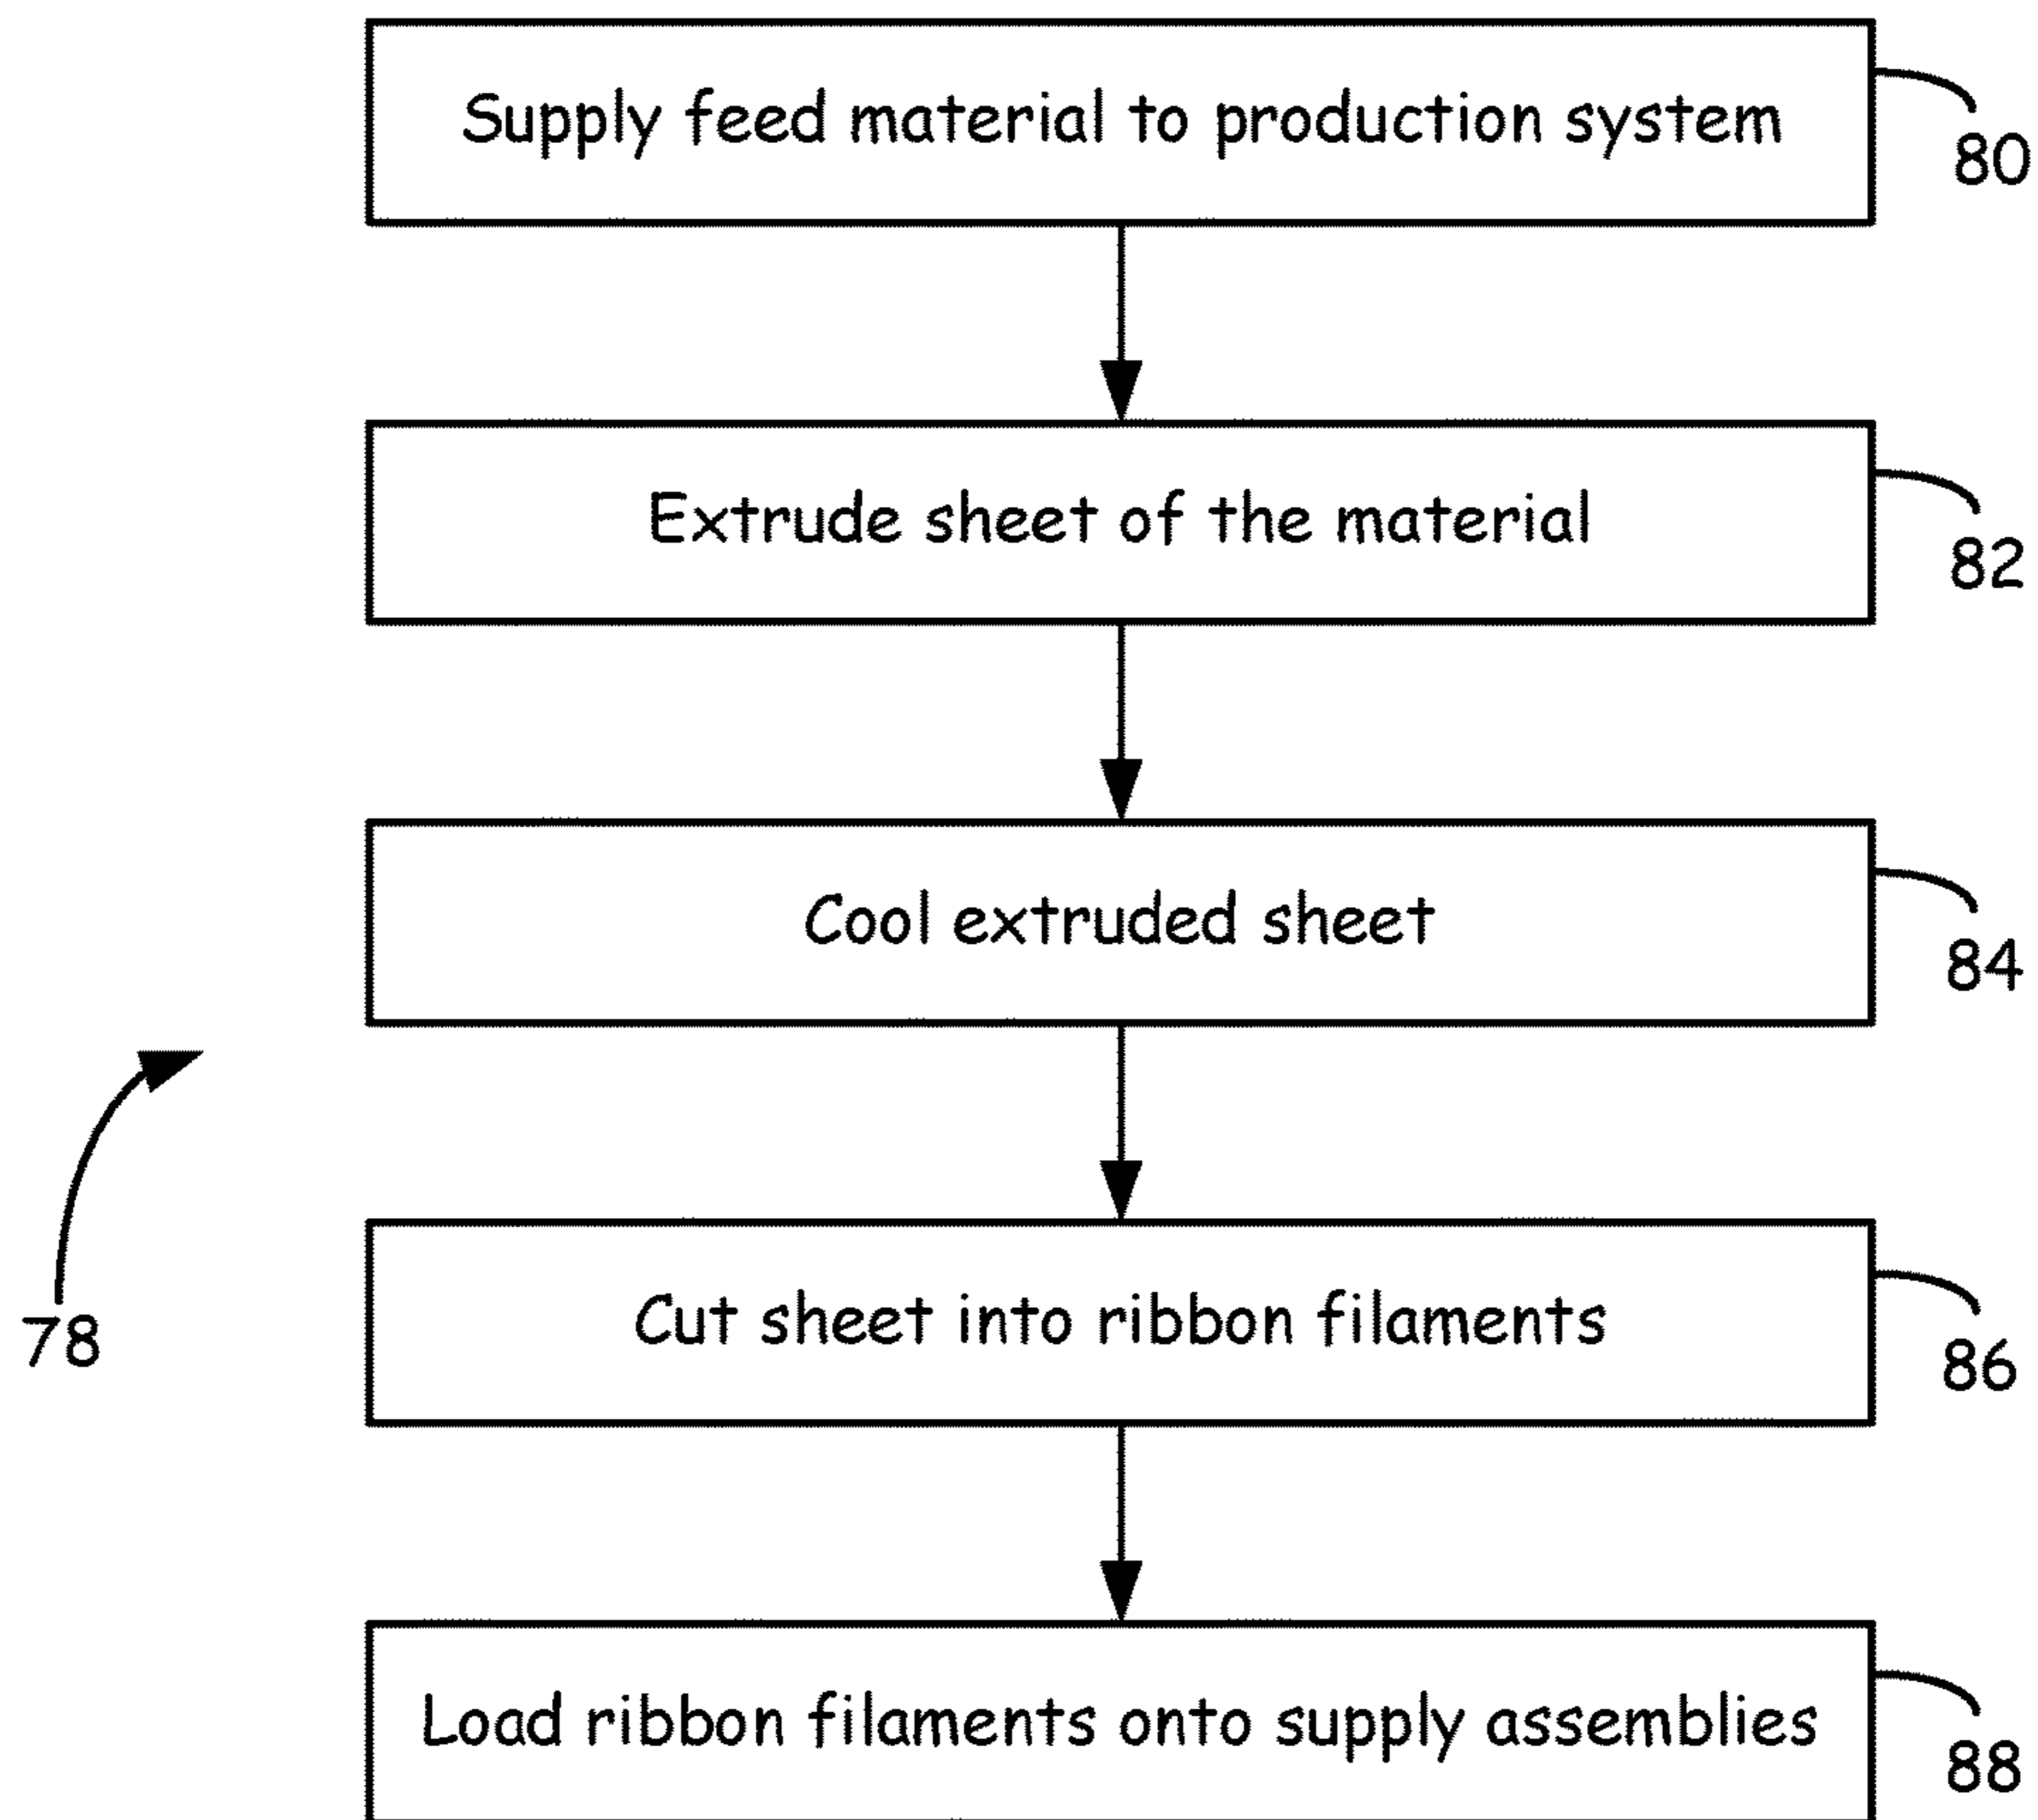 Supply feed material to production system
80
Extrude sheet of the material
82
Cool extruded sheet
84
Cut sheet into ribbon filaments
78
86
Load ribbon filaments onto supply assemblies
88